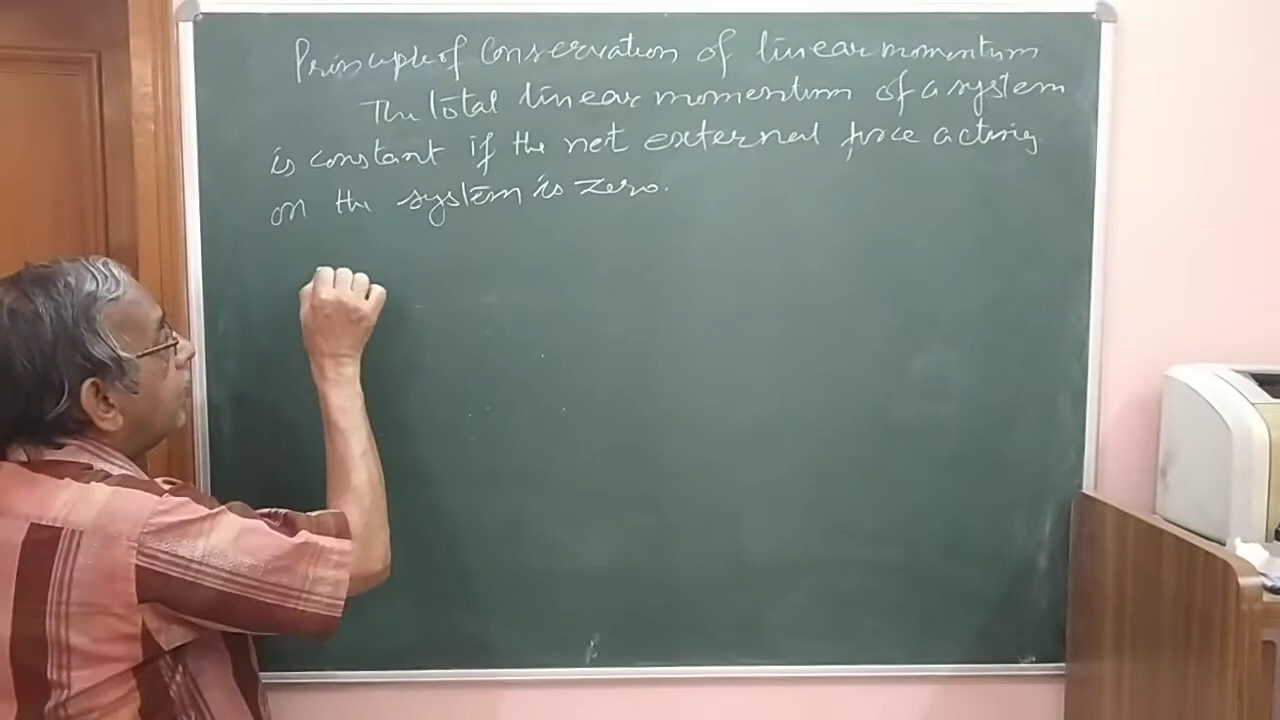 Principle of Conservation of linear momentum
The total linear momentum of a system
is constant if the net external force acting
on the system is zero.